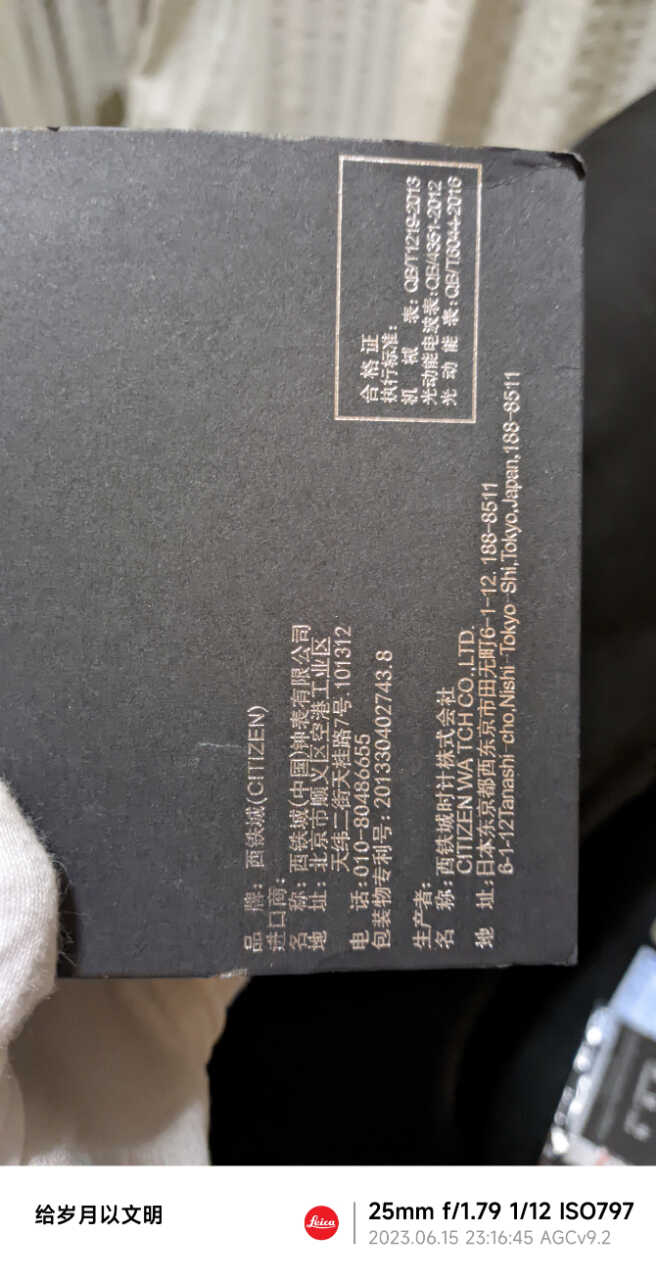 品 牌：西铁城(CITIZEN)
进口商：
名 称：西铁城(中国)钟表有限公司
地 址：北京市顺义区空港工业区
天纬二街天桂路7号 101312
电 话：010-80486655
包装物专利号：201330402743.8
生产者：
名 称：西铁城时计株式会社
CITIZEN WATCH CO.,LTD.
地 址：日本东京都西东京市田无町6-1-12. 188-8511
6-1-12Tanashi-cho,Nishi-Tokyo-Shi,Tokyo,Japan,188-8511
合格证
执行标准：
机 械 表：QB/T1219-2013
光动能电波表：QB/4351-2012
光 动 能 表：QB/T6044-2016
给岁月以文明
Leica
25mm f/1.79 1/12 ISO797
2023.06.15 23:16:45 AGCv9.2